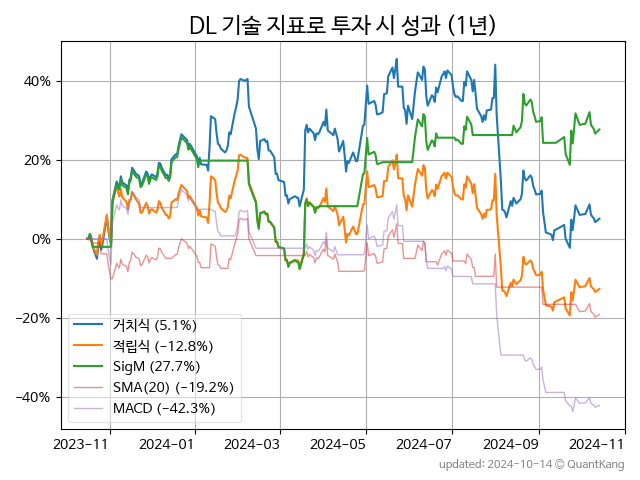 DL 기술 지표로 투자 시 성과 (1년)
40%
20%
0%
−20%
−40%
거치식 (5.1%)
적립식 (−12.8%)
SigM (27.7%)
SMA(20) (−19.2%)
MACD (−42.3%)
2023−11 2024−01 2024−03 2024−05 2024−07 2024−09 2024−11
updated: 2024−10−14 ⓒ QuantKang